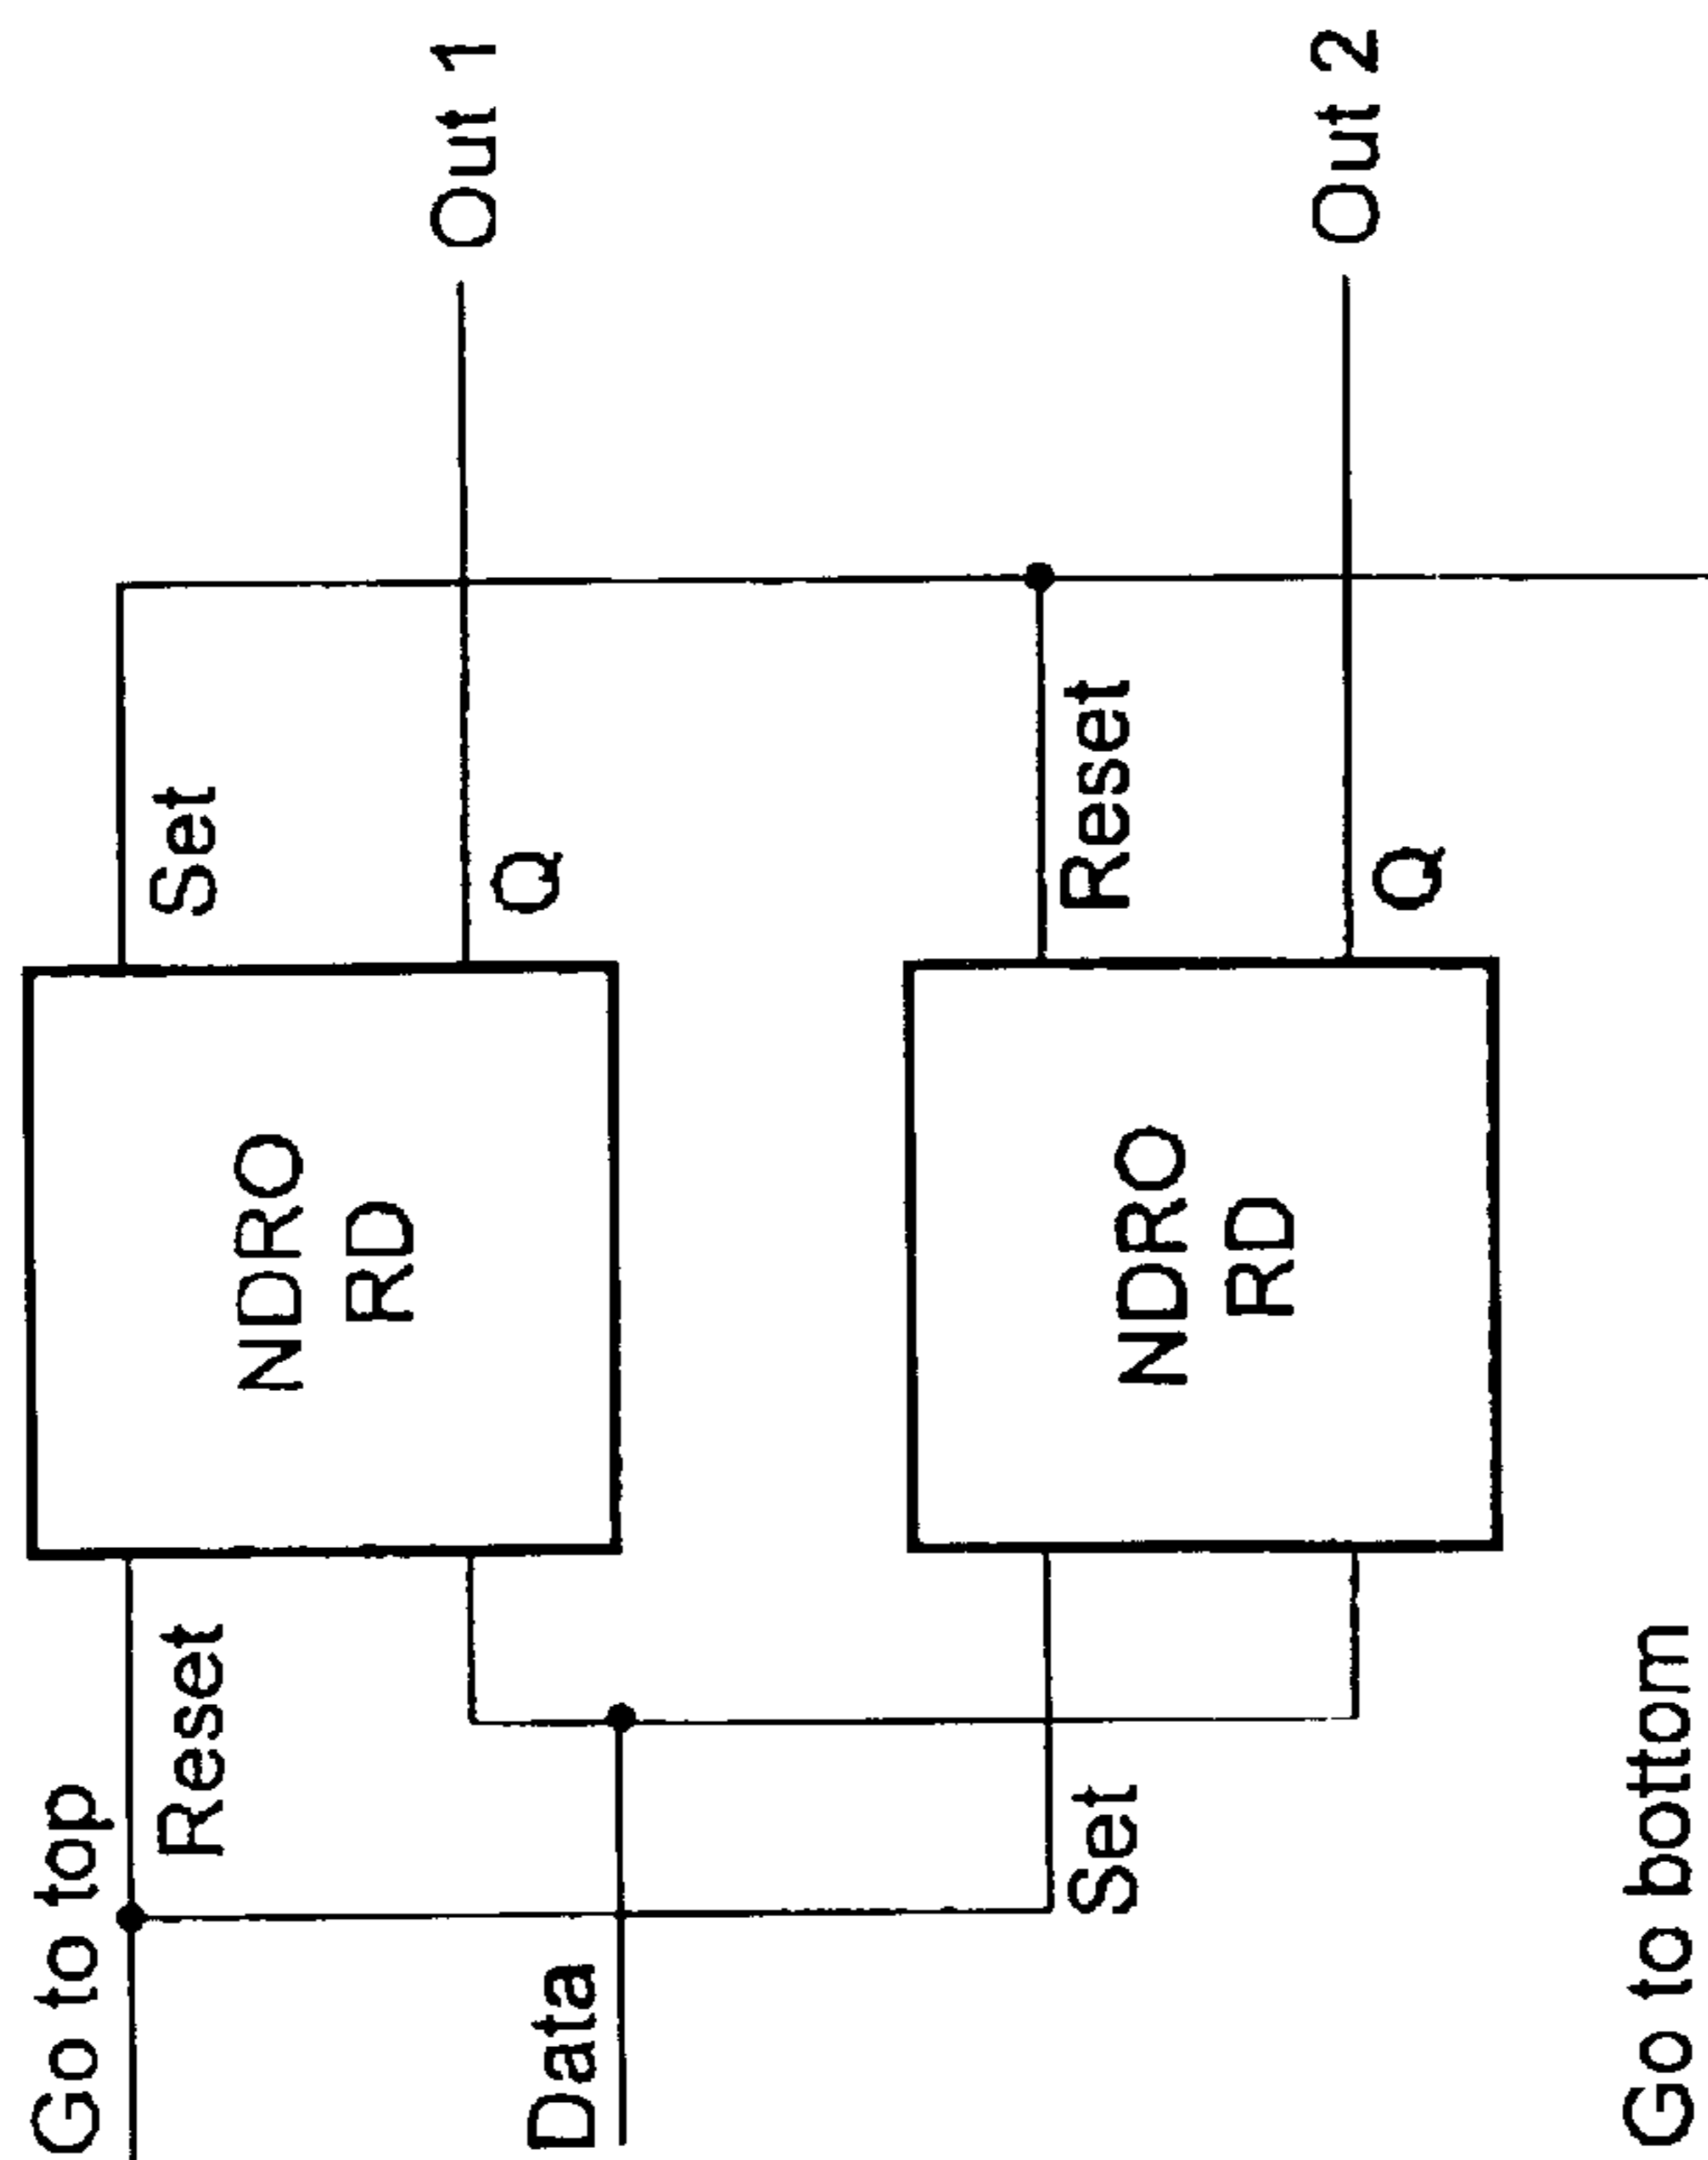 Go to top
Reset
Set
NDRO
RD
Q
Out 1
Data
Set
Reset
NDRO
RD
Q
Out 2
Go to bottom